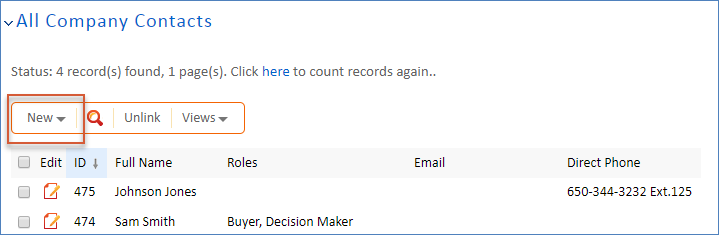 All Company Contacts
Status: 4 record(s) found, 1 page(s). Click here to count records again..
New Unlink Views
Edit ID Full Name Roles Email Direct Phone
475 Johnson Jones 650-344-3232 Ext.125
474 Sam Smith Buyer, Decision Maker